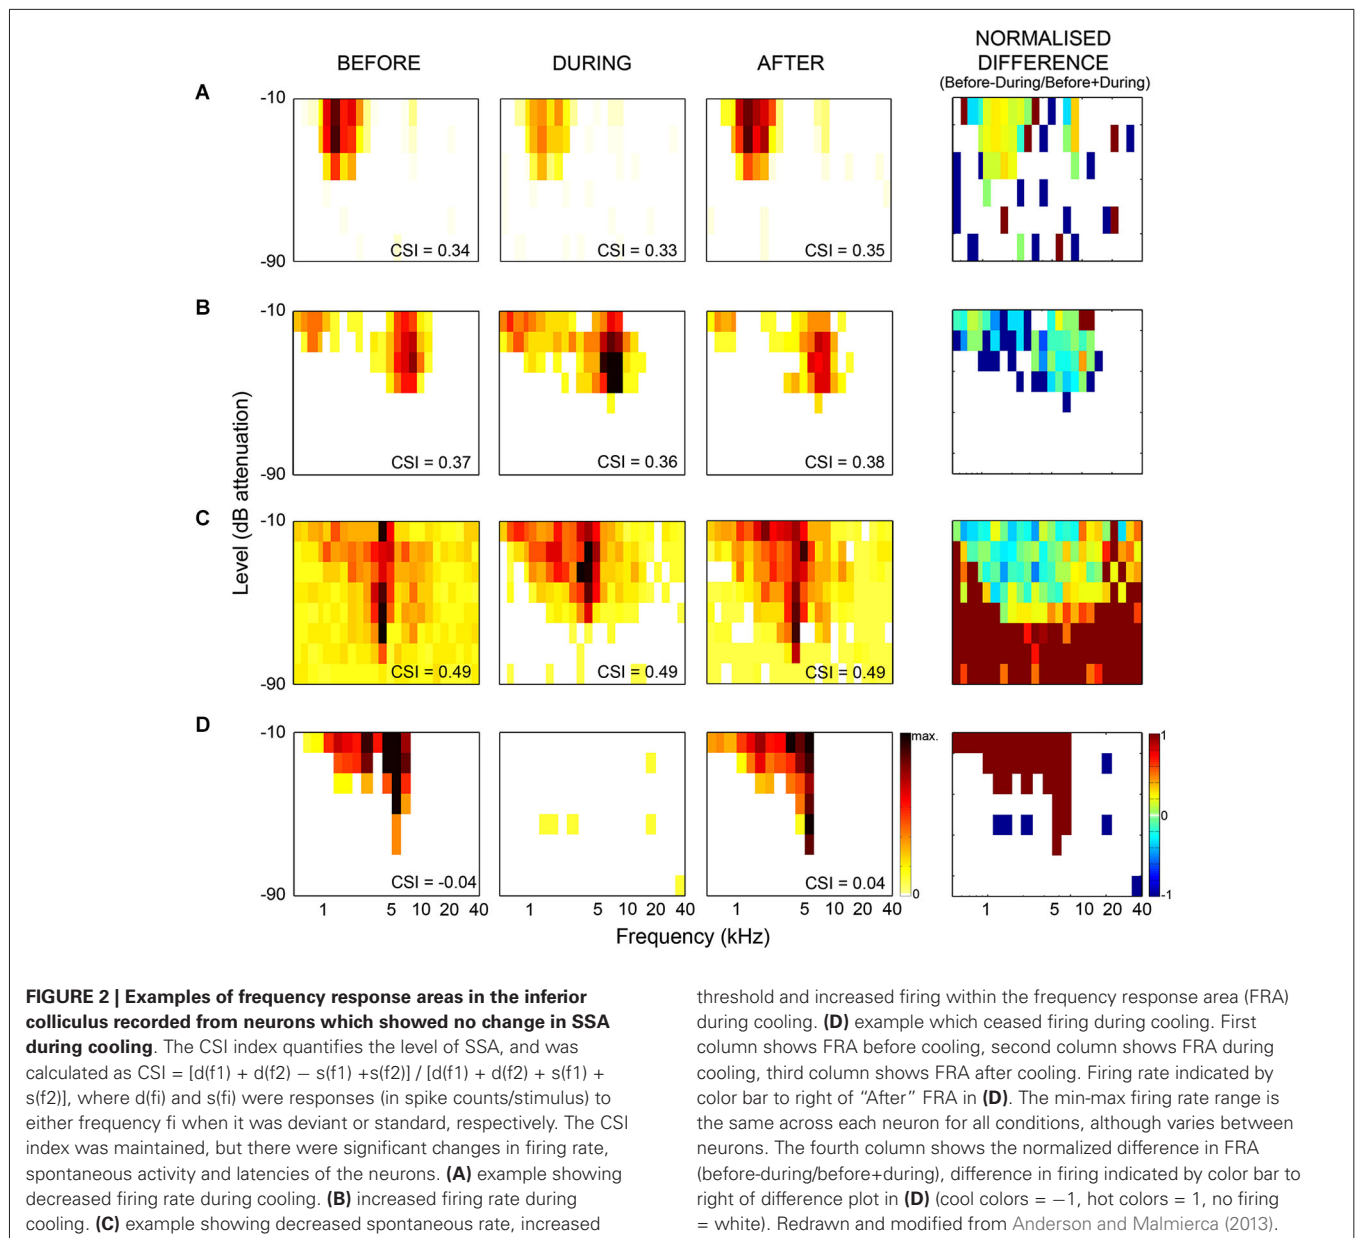 BEFORE
DURING
AFTER
NORMALISED
DIFFERENCE
(Before-During/Before+During)
A
-10
-90
CSI = 0.34
CSI = 0.33
CSI = 0.35
B
-10
-90
CSI = 0.37
CSI = 0.36
CSI = 0.38
Level (dB attenuation)
C
-10
-90
CSI = 0.49
CSI = 0.49
CSI = 0.49
D
-10
-90
CSI = -0.04
CSI = 0.04
max.
0
1
0
-1
1 5 10 20 40
1 5 10 20 40
1 5 10 20 40
1 5 10 20 40
Frequency (kHz)
FIGURE 2 | Examples of frequency response areas in the inferior
colliculus recorded from neurons which showed no change in SSA
during cooling. The CSI index quantifies the level of SSA, and was
calculated as CSI = [d(f1) + d(f2) − s(f1) +s(f2)] / [d(f1) + d(f2) + s(f1) +
s(f2)], where d(fi) and s(fi) were responses (in spike counts/stimulus) to
either frequency fi when it was deviant or standard, respectively. The CSI
index was maintained, but there were significant changes in firing rate,
spontaneous activity and latencies of the neurons. (A) example showing
decreased firing rate during cooling. (B) increased firing rate during
cooling. (C) example showing decreased spontaneous rate, increased
threshold and increased firing within the frequency response area (FRA)
during cooling. (D) example which ceased firing during cooling. First
column shows FRA before cooling, second column shows FRA during
cooling, third column shows FRA after cooling. Firing rate indicated by
color bar to right of “After” FRA in (D). The min-max firing rate range is
the same across each neuron for all conditions, although varies between
neurons. The fourth column shows the normalized difference in FRA
(before-during/before+during), difference in firing indicated by color bar to
right of difference plot in (D) (cool colors = −1, hot colors = 1, no firing
= white). Redrawn and modified from Anderson and Malmierca (2013).